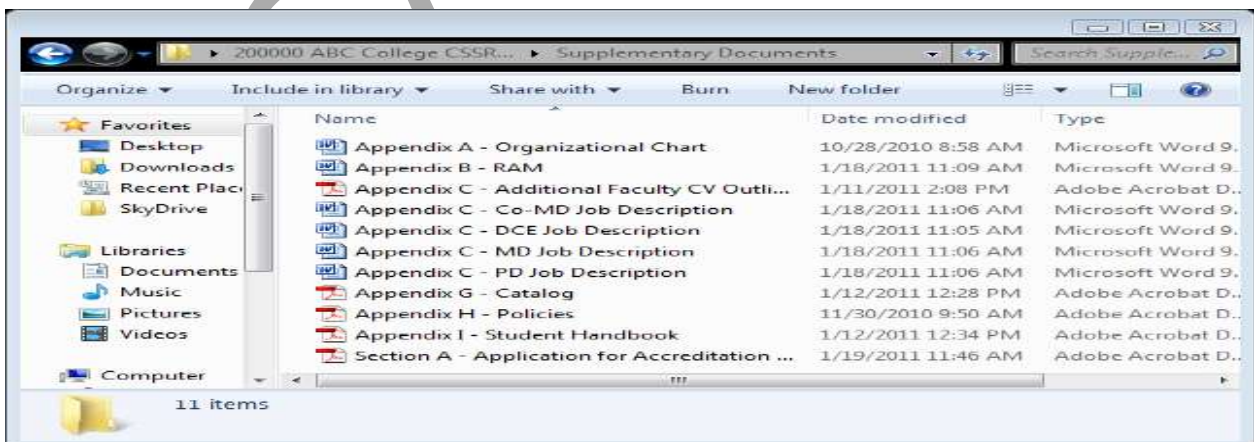 200000 ABC College CSSR... Supplementary Documents Search Supple...
Organize Include in library Share with Burn New folder
Favorites
Desktop
Downloads
Recent Plac
SkyDrive
Libraries
Documents
Music
Pictures
Videos
Computer
Name Date modified Type
Appendix A - Organizational Chart 10/28/2010 8:58 AM Microsoft Word 9.
Appendix B - RAM 1/18/2011 11:09 AM Microsoft Word 9.
Appendix C - Additional Faculty CV Outli... 1/11/2011 2:08 PM Adobe Acrobat D..
Appendix C - Co-MD Job Description 1/18/2011 11:06 AM Microsoft Word 9.
Appendix C - DCE Job Description 1/18/2011 11:05 AM Microsoft Word 9.
Appendix C - MD Job Description 1/18/2011 11:06 AM Microsoft Word 9.
Appendix C - PD Job Description 1/18/2011 11:06 AM Microsoft Word 9.
Appendix G - Catalog 1/12/2011 12:28 PM Adobe Acrobat D..
Appendix H - Policies 11/30/2010 9:50 AM Adobe Acrobat D..
Appendix I - Student Handbook 1/12/2011 12:34 PM Adobe Acrobat D..
Section A - Application for Accreditation ... 1/19/2011 11:46 AM Adobe Acrobat D..
11 items